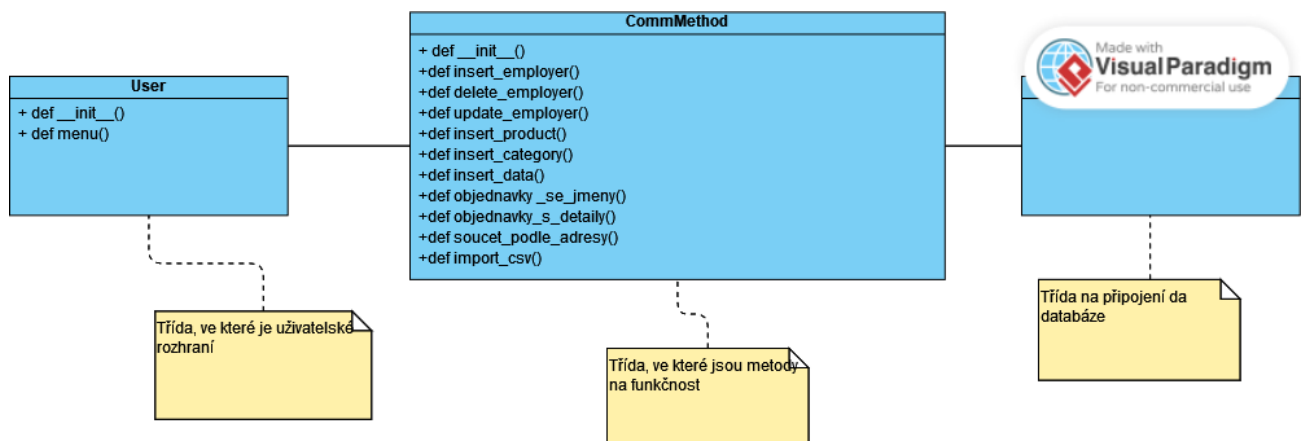 User
+ def __init__()
+ def menu()
CommMethod
+ def __init__()
+def insert_employer()
+def delete_employer()
+def update_employer()
+def insert_product()
+def insert_category()
+def insert_data()
+def objednavky _se_jmeny()
+def objednavky_s_detaily()
+def soucet_podle_adresy()
+def import_csv()
Made with
VisualParadigm
For non-commercial use
Třída, ve které je uživatelské
rozhraní
Třída, ve které jsou metody
na funkčnost
Třída na připojení da
databáze